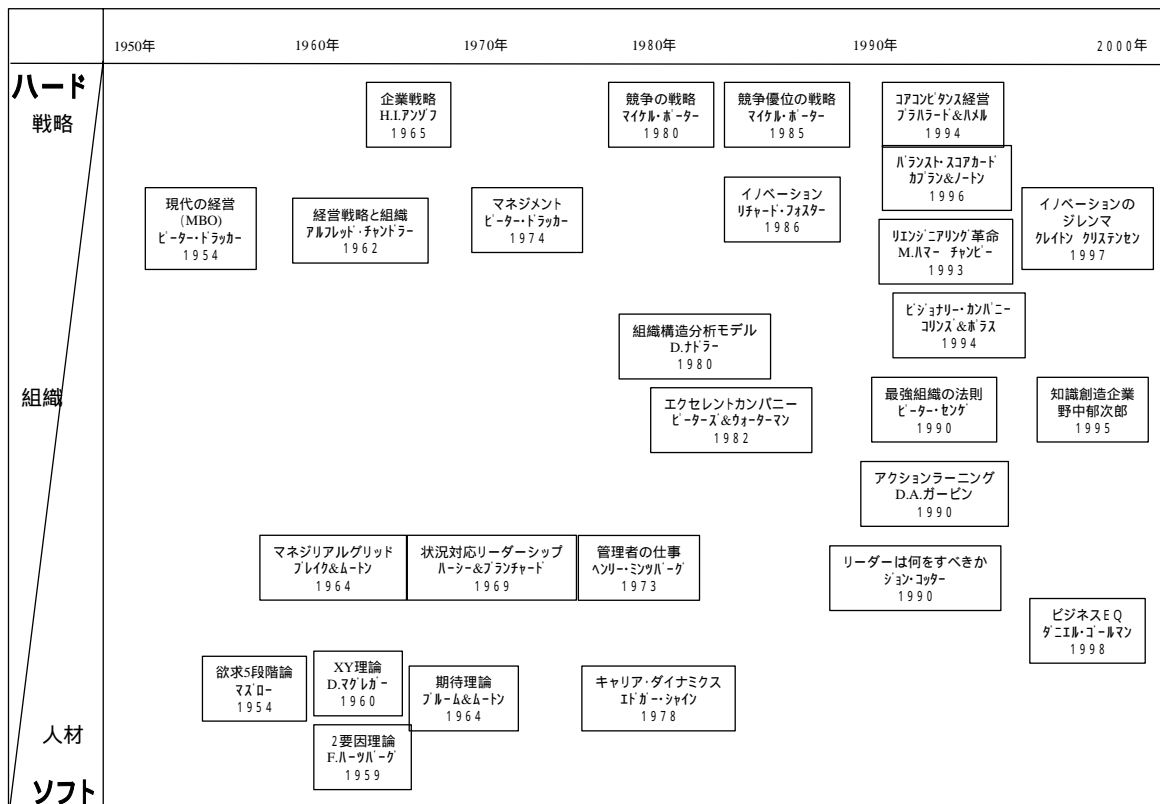 1950年 1960年 1970年 1980年 1990年 2000年
ハード
戦略
企業戦略
H.I.アンゾフ
1965
競争の戦略
マイケル・ポーター
1980
競争優位の戦略
マイケル・ポーター
1985
コアコンピタンス経営
プラハラード&ハメル
1994
バランスト・スコアカード
カプラン&ノートン
1996
現代の経営
(MBO)
ピーター・ドラッカー
1954
経営戦略と組織
アルフレッド・チャンドラー
1962
マネジメント
ピーター・ドラッカー
1974
イノベーション
リチャード・フォスター
1986
リエンジニアリング革命
M.ハマー チャンピー
1993
イノベーションの
ジレンマ
クレイトン クリステンセン
1997
ビジョナリー・カンパニー
コリンズ&ポラス
1994
組織
組織構造分析モデル
D.ナドラー
1980
エクセレントカンパニー
ピーターズ&ウォーターマン
1982
最強組織の法則
ピーター・センゲ
1990
知識創造企業
野中郁次郎
1995
アクションラーニング
D.A.ガービン
1990
マネジリアルグリッド
ブレイク&ムートン
1964
状況対応リーダーシップ
ハーシー&ブランチャード
1969
管理者の仕事
ヘンリー・ミンツバーグ
1973
リーダーは何をすべきか
ジョン・コッター
1990
ビジネスEQ
ダニエル・ゴールマン
1998
人材
欲求5段階論
マズロー
1954
XY理論
D.マグレガー
1960
期待理論
ブルーム&ムートン
1964
キャリア・ダイナミクス
エドガー・シャイン
1978
2要因理論
F.ハーツバーグ
1959
ソフト